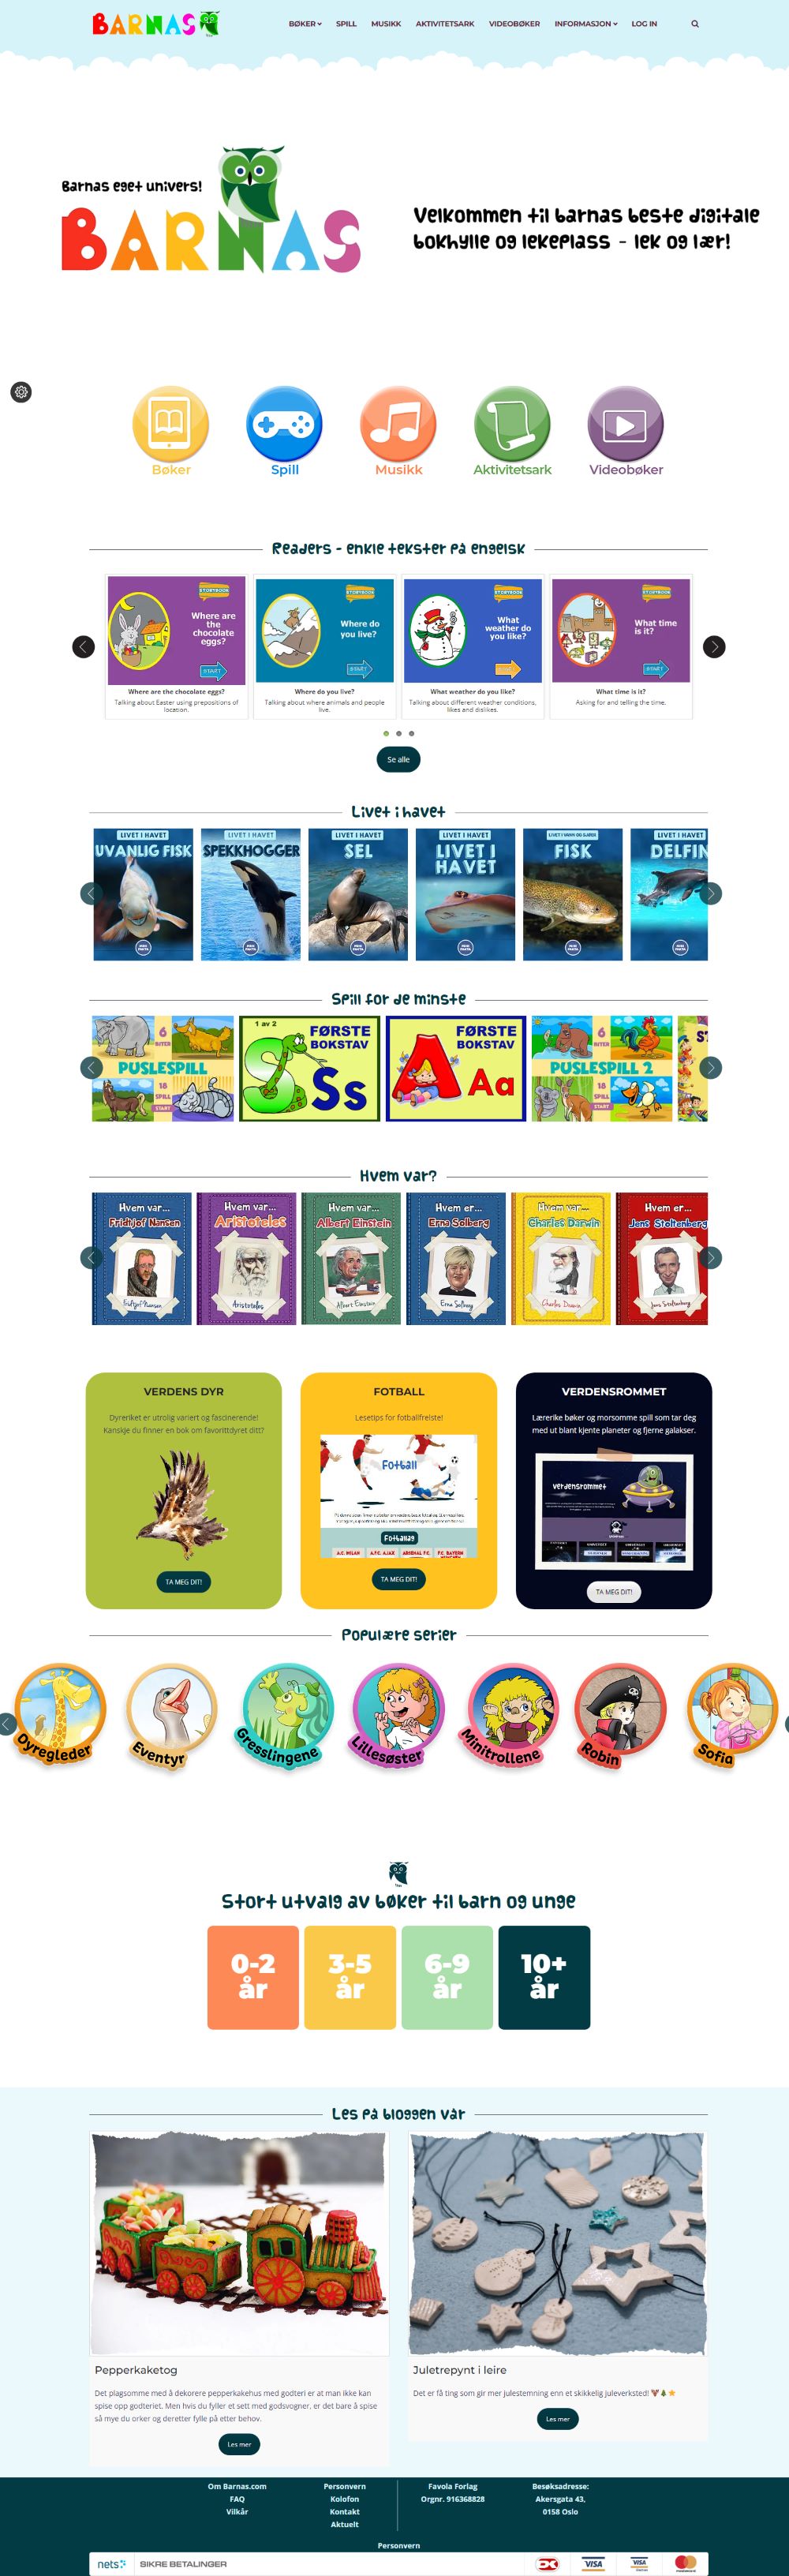 BARNAS
BØKER SPILL MUSIKK AKTIVITETSARK VIDEOBØKER INFORMASJON LOG IN
Barnas eget univers!
BARNAS
Velkommen til barnas beste digitale
bokhylle og lekeplass - lek og lær!
Bøker Spill Musikk Aktivitetsark Videobøker
Readers - enkle tekster på engelsk
STORYBOOK
Where are
the
chocolate
eggs?
START
Where are the chocolate eggs?
Talking about Easter using prepositions of
location.
STORYBOOK
Where do
you live?
START
Where do you live?
Talking about where animals and people
live.
STORYBOOK
What
weather do
you like?
What weather do you like?
Talking about different weather conditions,
likes and dislikes.
STORYBOOK
What time
is it?
START
What time is it?
Asking for and telling the time.
Se alle
Livet i havet
LIVET I HAVET
UVANLIG FISK
LIVET I HAVET
SPEKKHOGGER
LIVET I HAVET
SEL
LIVET I HAVET
LIVET I
HAVET
FISK
LIVET I HAVET
DELFIN
Spill for de minste
6
BITER
PUSLESPILL
18
SPILL
START
1 av 2
FØRSTE
BOKSTAV
S Ss
FØRSTE
BOKSTAV
A Aa
6
BITER
PUSLESPILL 2
18
SPILL
START
Hvem var?
Hvem var...
Fridtjof Nansen
Fridtjof Nansen
Hvem var...
Aristoteles
Aristoteles
Hvem var...
Albert Einstein
Albert Einstein
Hvem er...
Erna Solberg
Erna Solberg
Hvem var...
Charles Darwin
Charles Darwin
Hvem er...
Jens Stoltenberg
Jens Stoltenberg
VERDENS DYR
Dyreriket er utrolig variert og fascinerende!
Kanskje du finner en bok om favorittdyret ditt?
TA MEG DIT!
FOTBALL
Lesetips for fotballfrelste!
Fotball
Fotballag
A.C. MILAN A.F.C. AJAX ARSENAL F.C. F.C. BAYERN
TA MEG DIT!
VERDENSROMMET
Lærerike bøker og morsomme spill som tar deg
med ut blant kjente planeter og fjerne galakser.
Verdensrommet
TA MEG DIT!
Populære serier
Dyregleder Eventyr Gresslingene Lillesøster Minitrollene Robin Sofia
Stort utvalg av bøker til barn og unge
0-2
år
3-5
år
6-9
år
10+
år
Les på bloggen vår
Pepperkaketog
Det plagsomme med å dekorere pepperkakehus med godteri er at man ikke kan
spise opp godteriet. Men hvis du fyller et sett med godsvogner, er det bare å spise
så mye du orker og deretter fylle på etter behov.
Les mer
Juletrepynt i leire
Det er få ting som gir mer julestemning enn et skikkelig juleverksted!
Les mer
Om Barnas.com
FAQ
Vilkår
Personvern
Kolofon
Kontakt
Aktuelt
Favola Forlag
Orgnr. 916368828
Besøksadresse:
Akersgata 43,
0158 Oslo
Personvern
nets SIKRE BETALINGER
VISA VISA